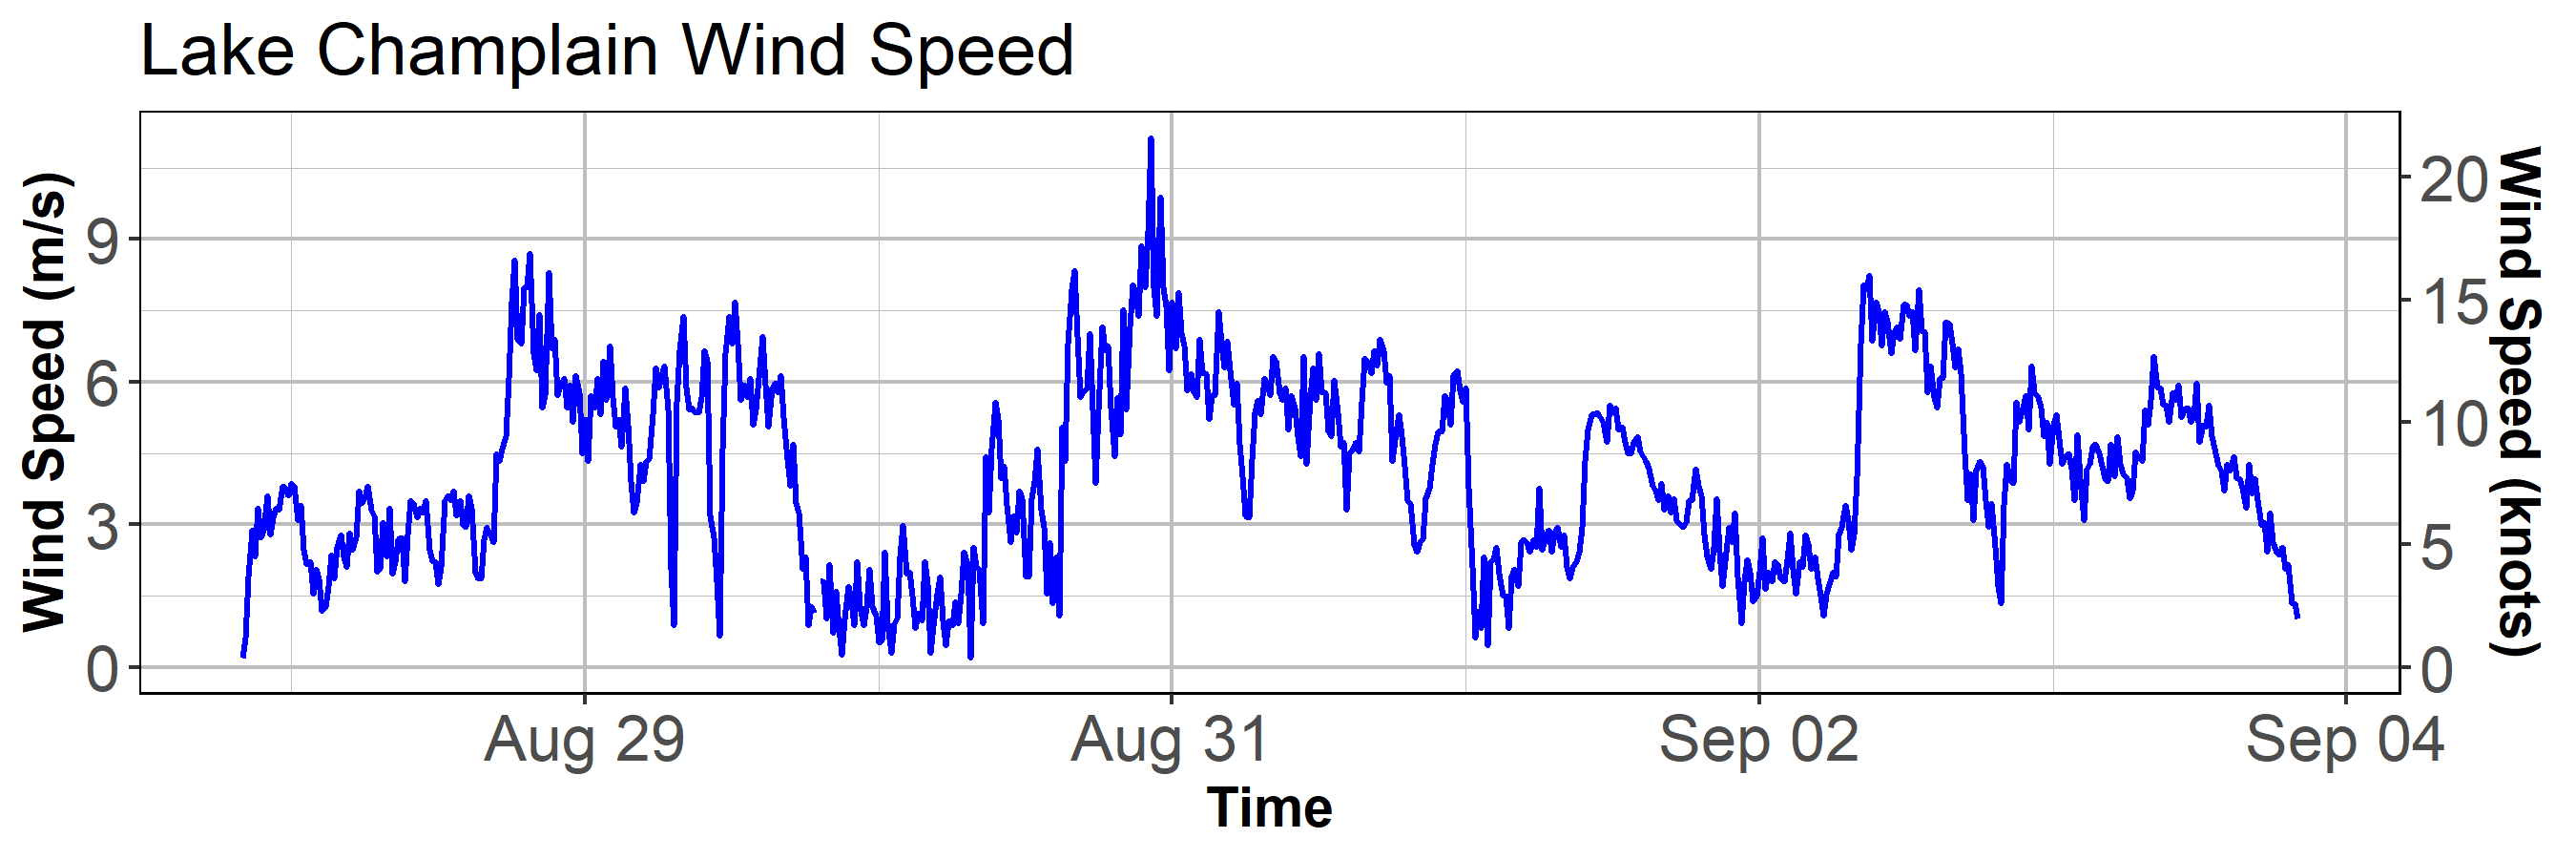 Lake Champlain Wind Speed
Wind Speed (m/s)
9
6
3
0
20
15
10
5
0
Wind Speed (knots)
Aug 29
Aug 31
Sep 02
Sep 04
Time